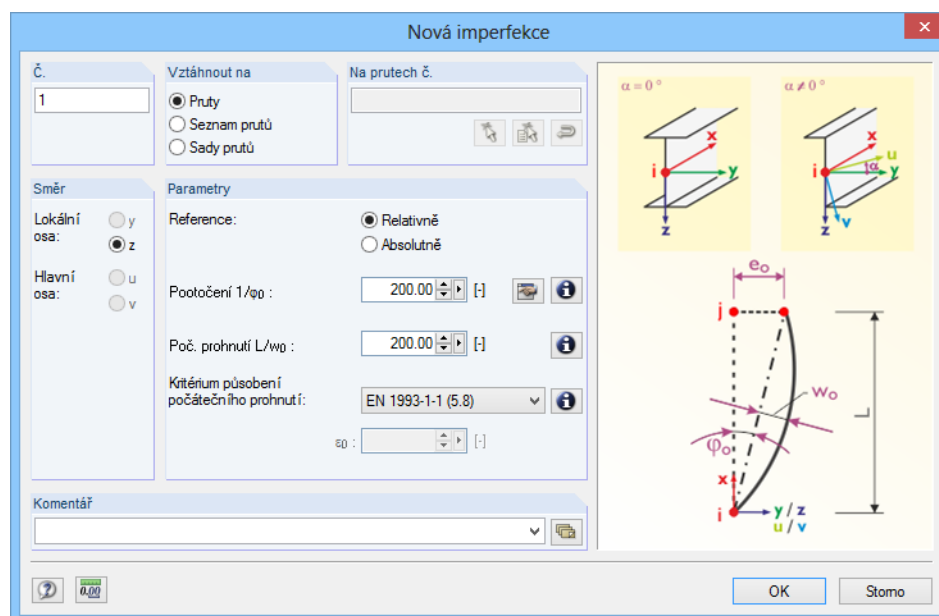 Nová imperfekce
Č.
1
Vztáhnout na
Pruty
Seznam prutů
Sady prutů
Na prutech č.
Směr
Lokální osa:
y
z
Hlavní osa:
u
v
Parametry
Reference:
Relativně
Absolutně
Pootočení 1/φ0 :
200.00
[-]
Poč. prohnutí L/w0 :
200.00
[-]
Kritérium působení
počátečního prohnutí:
EN 1993-1-1 (5.8)
ε0 :
[-]
Komentář
α = 0 °
x
i
y
z
α ≠ 0 °
x
u
i
α
y
z
v
e₀
j
w₀
L
φ₀
x
i
y / z
u / v
0.00
OK
Storno